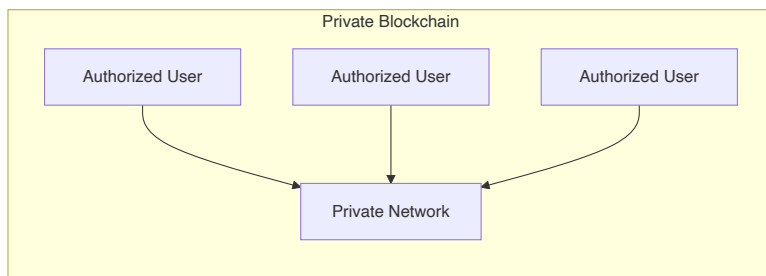 Private Blockchain
Authorized User
Authorized User
Authorized User
Private Network